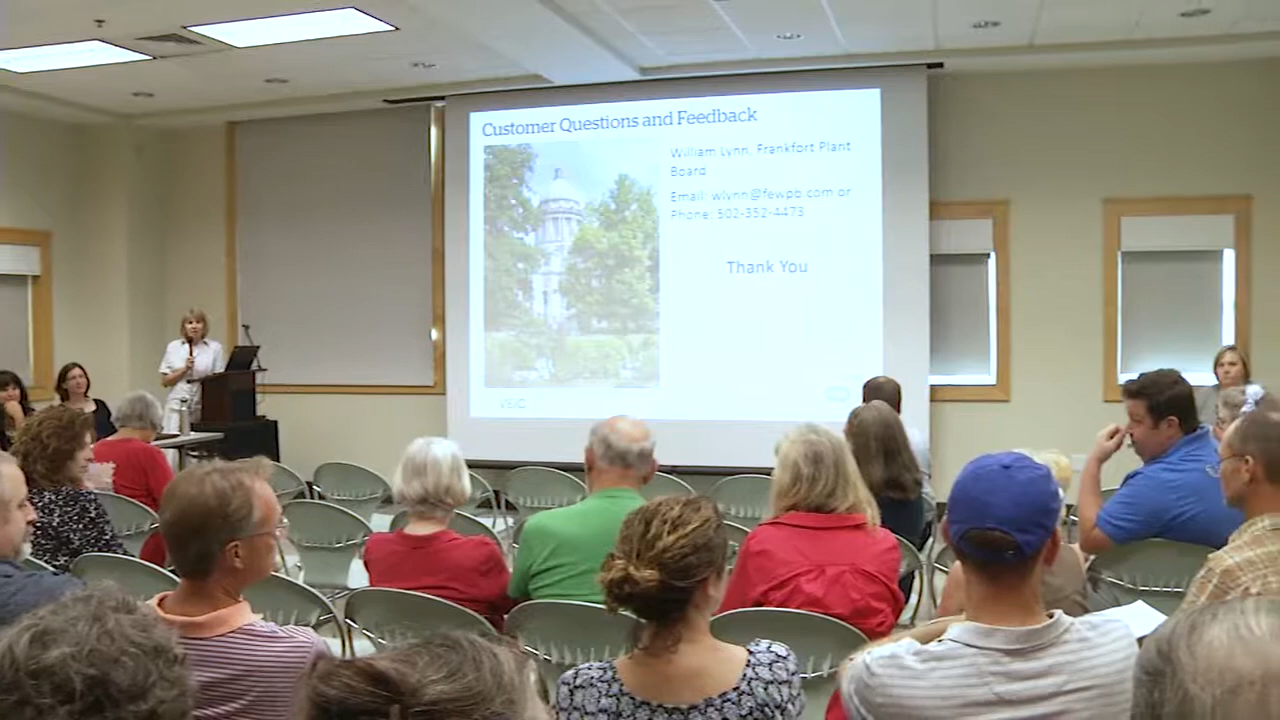 Customer Questions and Feedback
William Lynn, Frankfort Plant
Board
Email: wlynn@fewpb.com or
Phone: 502-352-4473
Thank You
VEIC